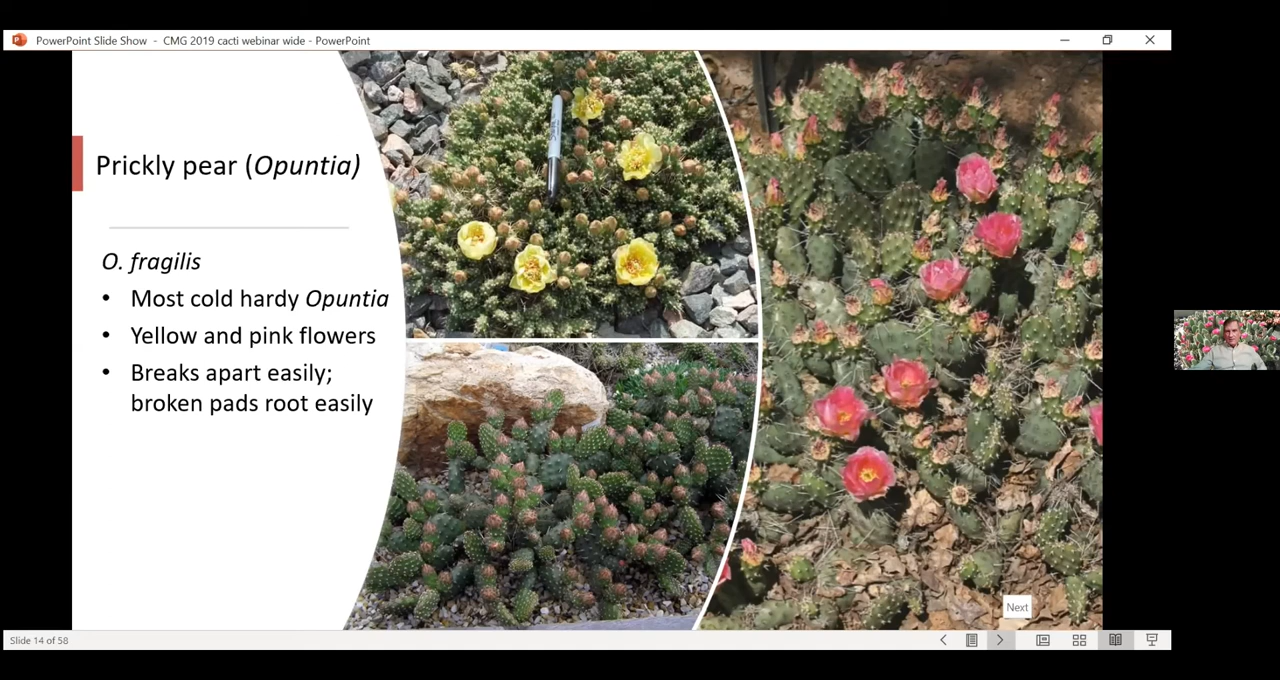 PowerPoint Slide Show - CMG 2019 cacti webinar wide - PowerPoint
Prickly pear (Opuntia)
O. fragilis
• Most cold hardy Opuntia
• Yellow and pink flowers
• Breaks apart easily;
broken pads root easily
Sharpie
Next
Slide 14 of 58